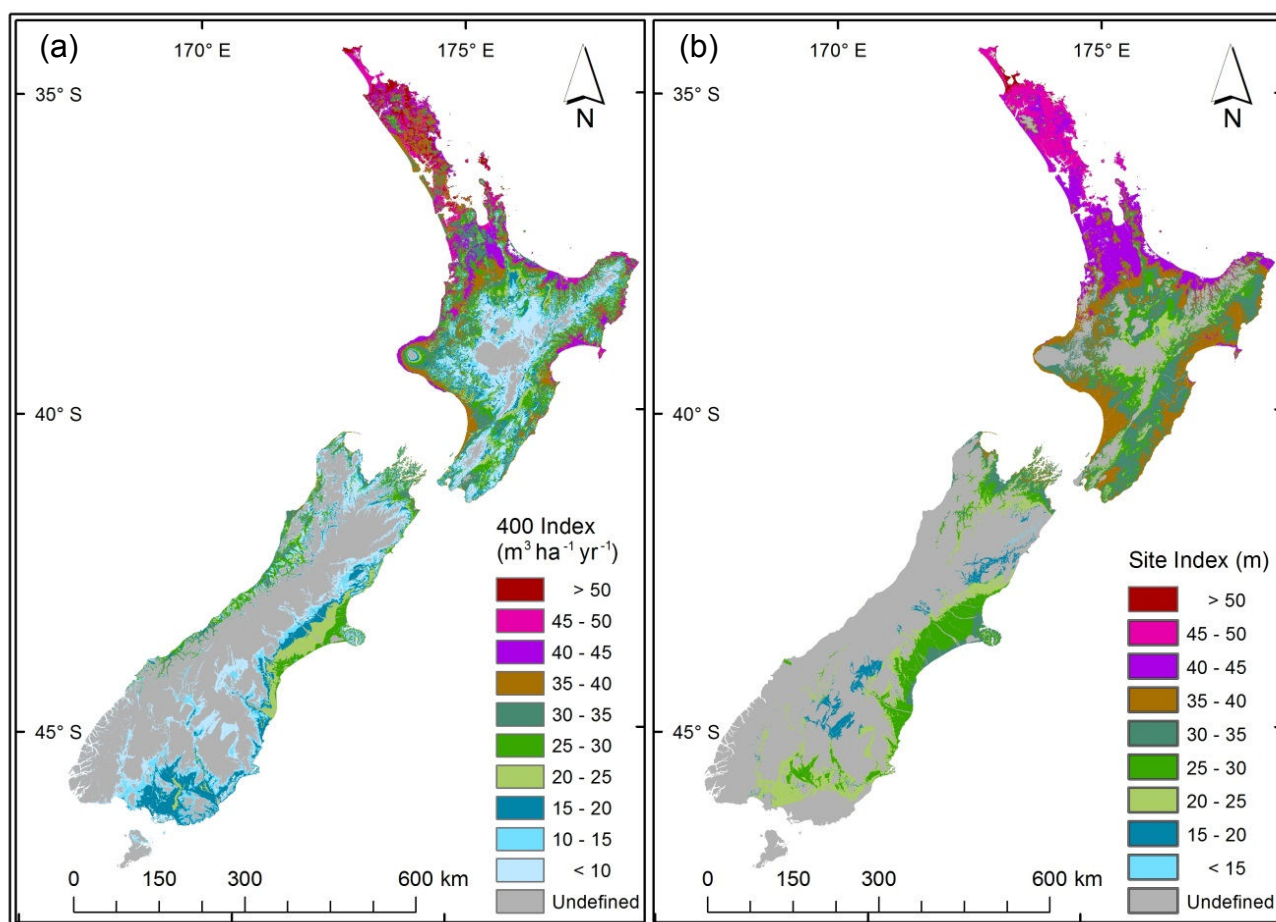 (a)
170° E
175° E
35° S
N
40° S
45° S
400 Index
(m³ ha⁻¹ yr⁻¹)
> 50
45 - 50
40 - 45
35 - 40
30 - 35
25 - 30
20 - 25
15 - 20
10 - 15
< 10
Undefined
0 150 300 600 km
(b)
170° E
175° E
35° S
N
40° S
45° S
Site Index (m)
> 50
45 - 50
40 - 45
35 - 40
30 - 35
25 - 30
20 - 25
15 - 20
< 15
Undefined
0 150 300 600 km